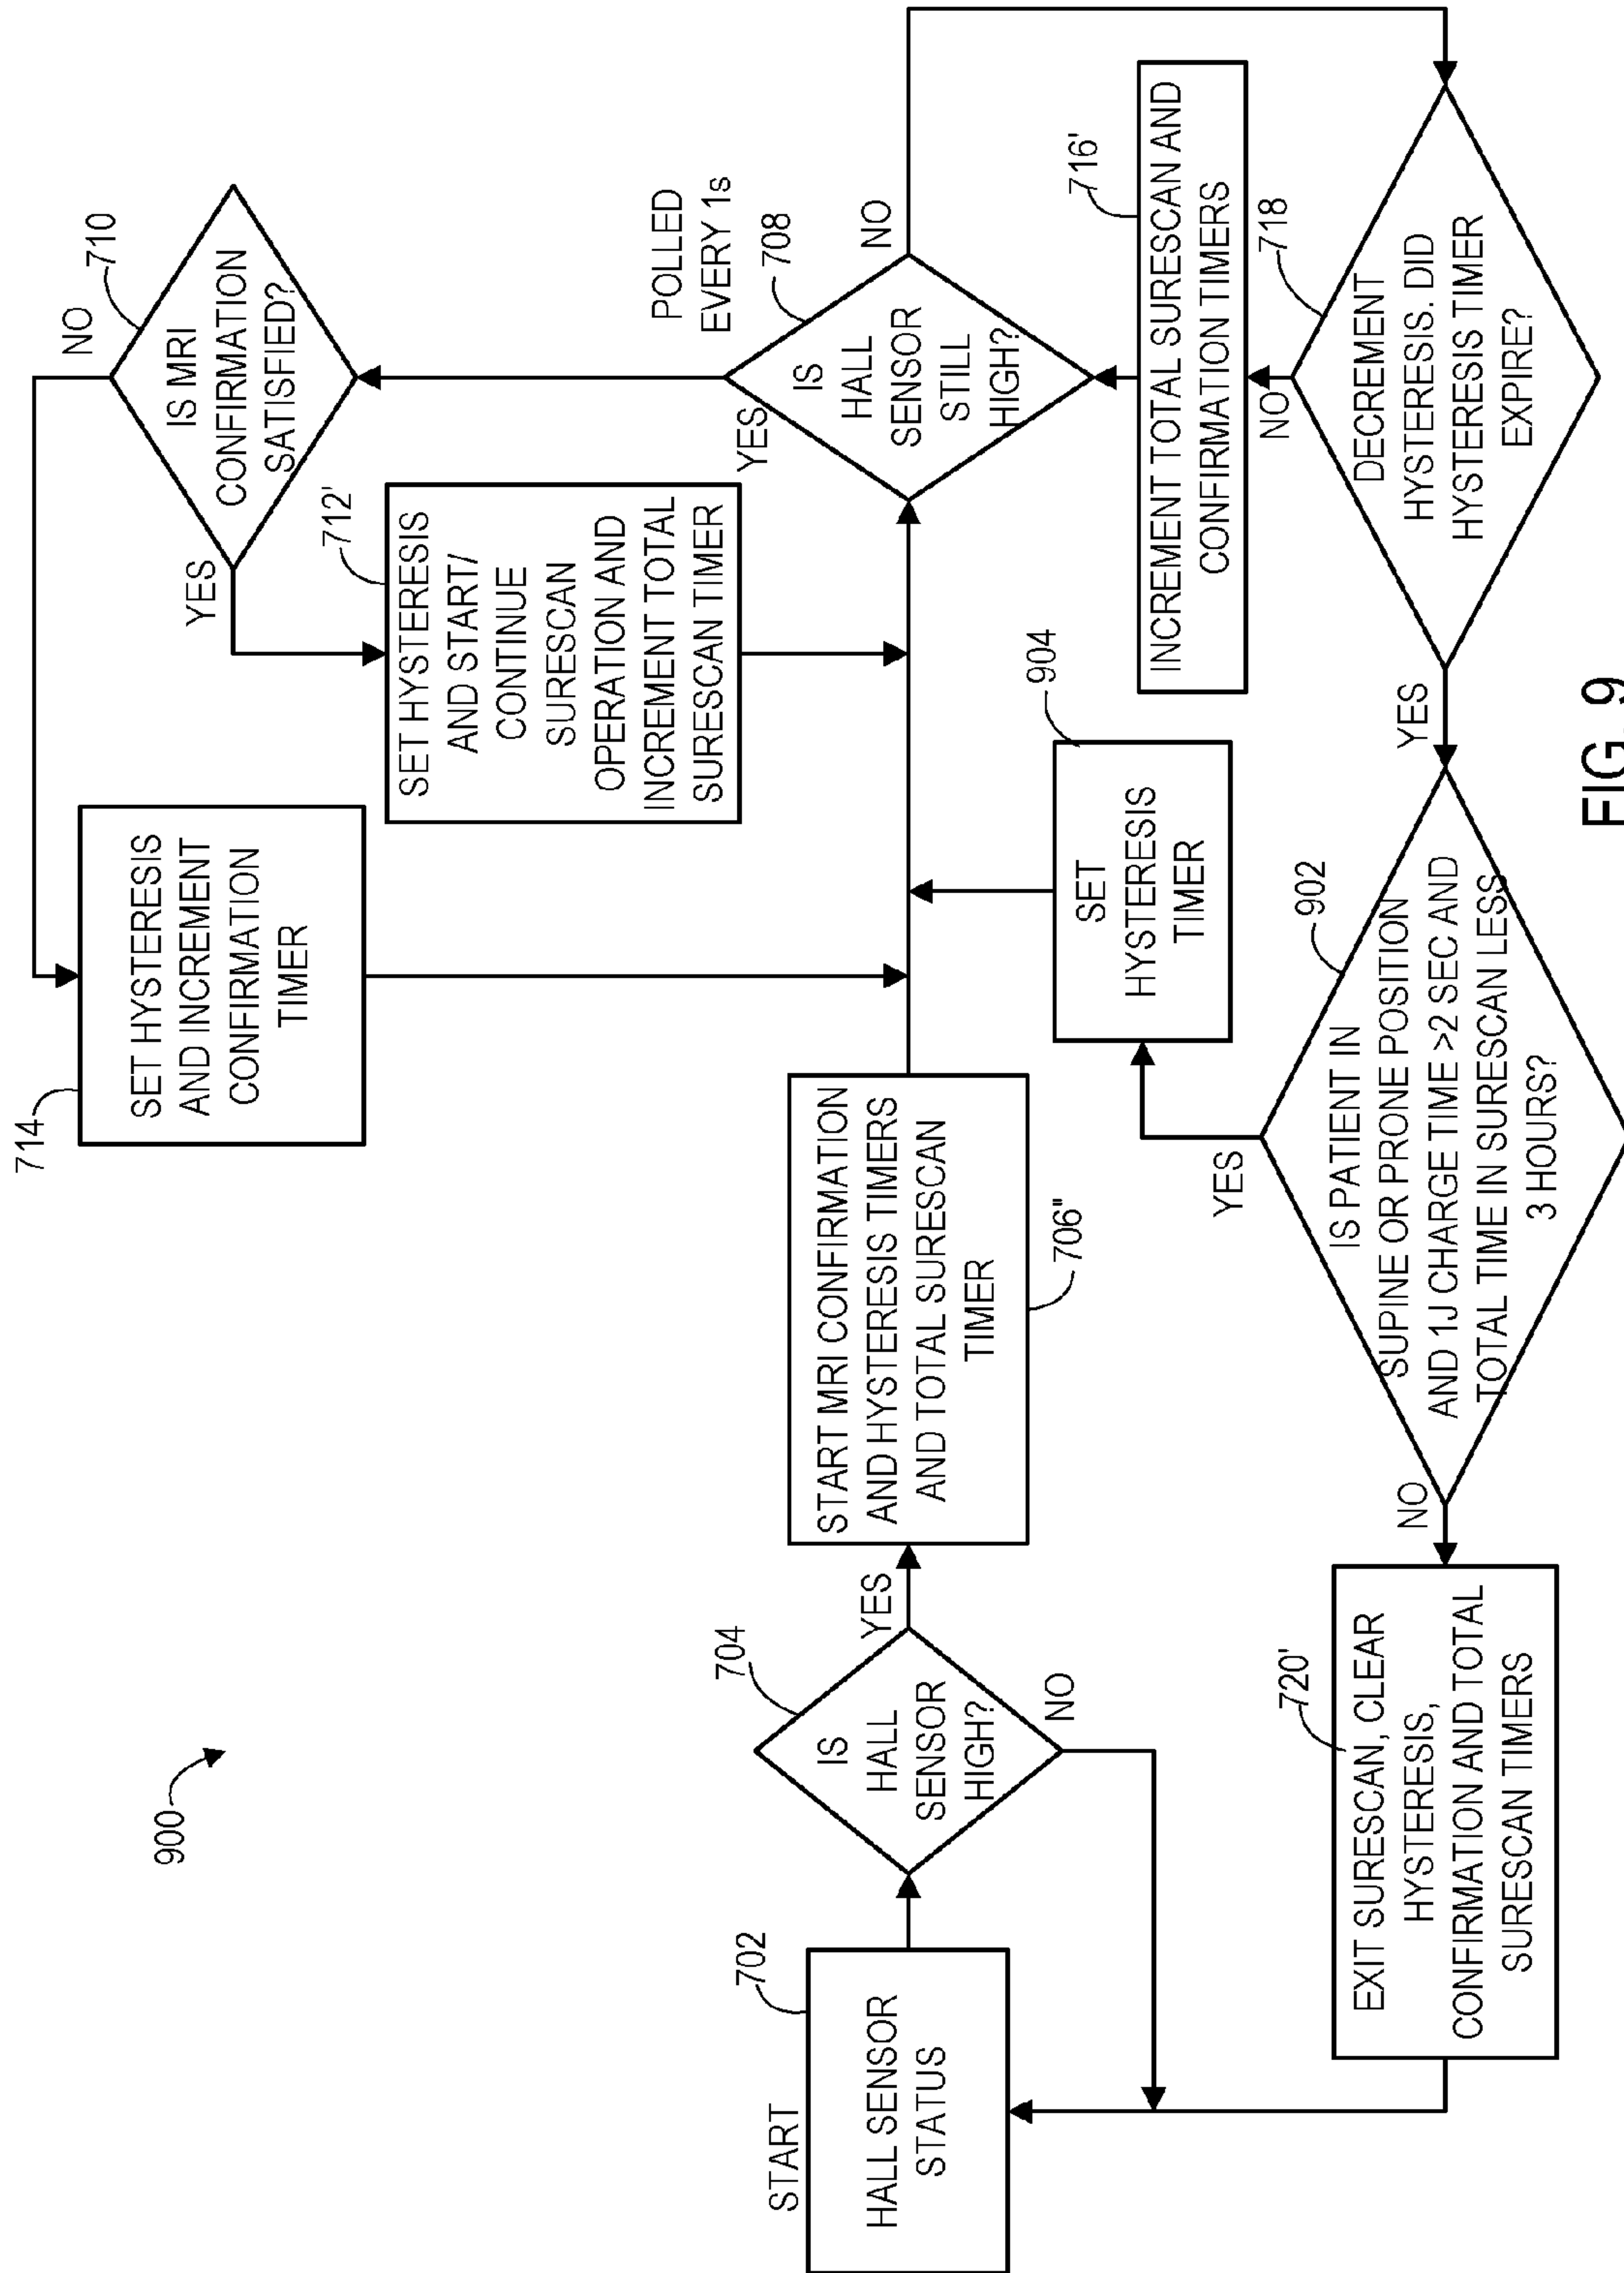 900
START
HALL SENSOR
STATUS
702
IS
HALL
SENSOR
HIGH?
704
NO
YES
START MRI CONFIRMATION
AND HYSTERESIS TIMERS
AND TOTAL SURESCAN
TIMER
706"
714
SET HYSTERESIS
AND INCREMENT
CONFIRMATION
TIMER
SET HYSTERESIS
AND START/
CONTINUE
SURESCAN
OPERATION AND
INCREMENT TOTAL
SURESCAN TIMER
712'
YES
IS MRI
CONFIRMATION
SATISFIED?
710
NO
POLLED
EVERY 1s
708
IS
HALL
SENSOR
STILL
HIGH?
YES
NO
INCREMENT TOTAL SURESCAN AND
CONFIRMATION TIMERS
716'
NO
718
DECREMENT
HYSTERESIS. DID
HYSTERESIS TIMER
EXPIRE?
YES
SET
HYSTERESIS
TIMER
904
YES
902
IS PATIENT IN
SUPINE OR PRONE POSITION
AND 1J CHARGE TIME >2 SEC AND
TOTAL TIME IN SURESCAN LESS
3 HOURS?
NO
720'
EXIT SURESCAN, CLEAR
HYSTERESIS,
CONFIRMATION AND TOTAL
SURESCAN TIMERS
FIG. 9